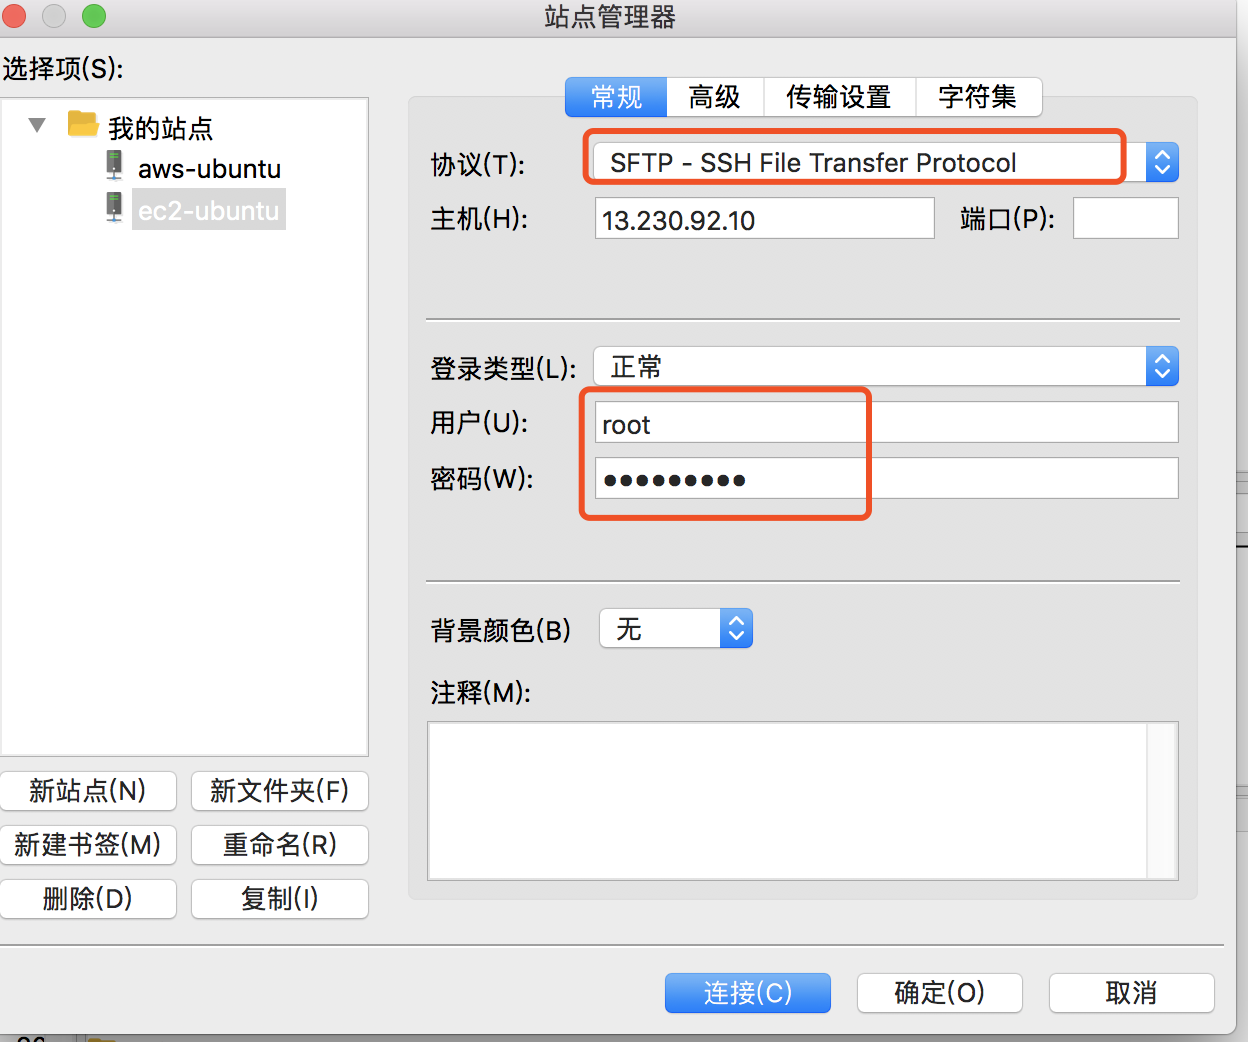 站点管理器
选择项(S):
我的站点
aws-ubuntu
ec2-ubuntu
新站点(N) 新文件夹(F)
新建书签(M) 重命名(R)
删除(D) 复制(I)
常规 高级 传输设置 字符集
协议(T): SFTP - SSH File Transfer Protocol
主机(H): 13.230.92.10 端口(P):
登录类型(L): 正常
用户(U): root
密码(W): ●●●●●●●●●
背景颜色(B) 无
注释(M):
连接(C) 确定(O) 取消